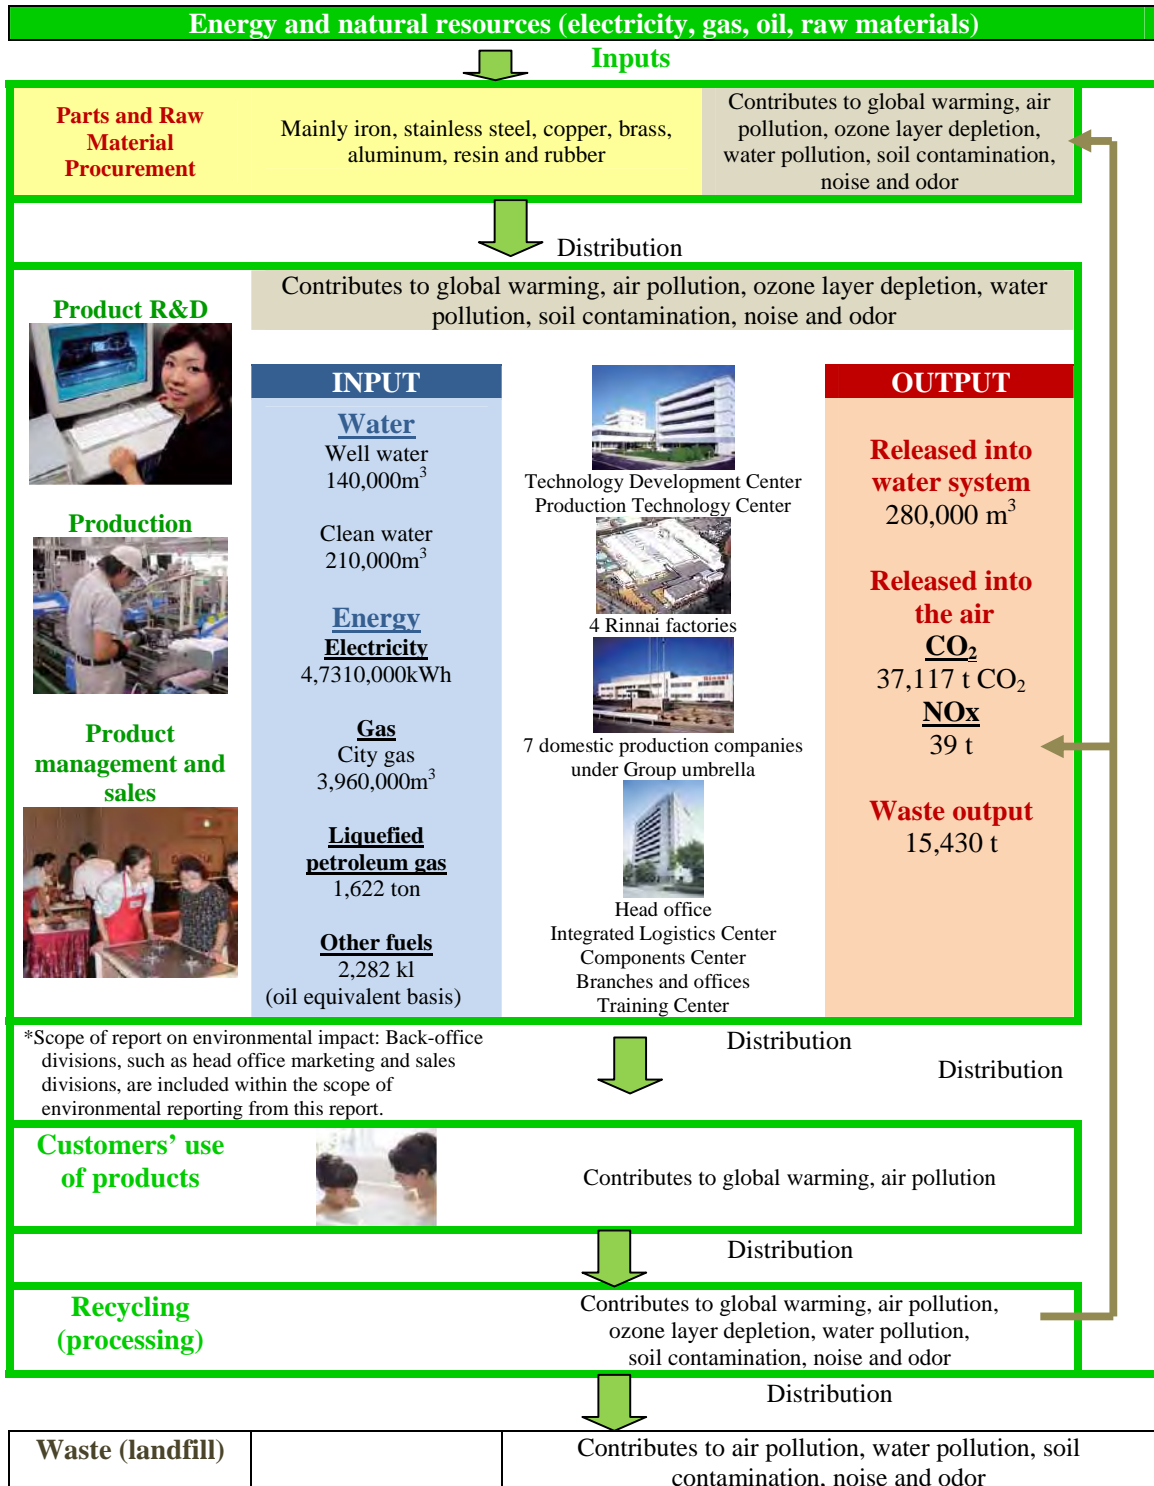 Energy and natural resources (electricity, gas, oil, raw materials)
Inputs
Parts and Raw
Material
Procurement
Mainly iron, stainless steel, copper, brass,
aluminum, resin and rubber
Contributes to global warming, air
pollution, ozone layer depletion,
water pollution, soil contamination,
noise and odor
Distribution
Contributes to global warming, air pollution, ozone layer depletion, water
pollution, soil contamination, noise and odor
Product R&D
Production
Product
management and
sales
INPUT
Water
Well water
140,000m³
Clean water
210,000m³
Energy
Electricity
4,7310,000kWh
Gas
City gas
3,960,000m³
Liquefied
petroleum gas
1,622 ton
Other fuels
2,282 kl
(oil equivalent basis)
Technology Development Center
Production Technology Center
4 Rinnai factories
Rinnai
7 domestic production companies
under Group umbrella
Head office
Integrated Logistics Center
Components Center
Branches and offices
Training Center
OUTPUT
Released into
water system
280,000 m³
Released into
the air
CO₂
37,117 t CO₂
NOx
39 t
Waste output
15,430 t
*Scope of report on environmental impact: Back-office
divisions, such as head office marketing and sales
divisions, are included within the scope of
environmental reporting from this report.
Distribution
Distribution
Customers’ use
of products
Contributes to global warming, air pollution
Distribution
Recycling
(processing)
Contributes to global warming, air pollution,
ozone layer depletion, water pollution,
soil contamination, noise and odor
Distribution
Waste (landfill)
Contributes to air pollution, water pollution, soil
contamination, noise and odor